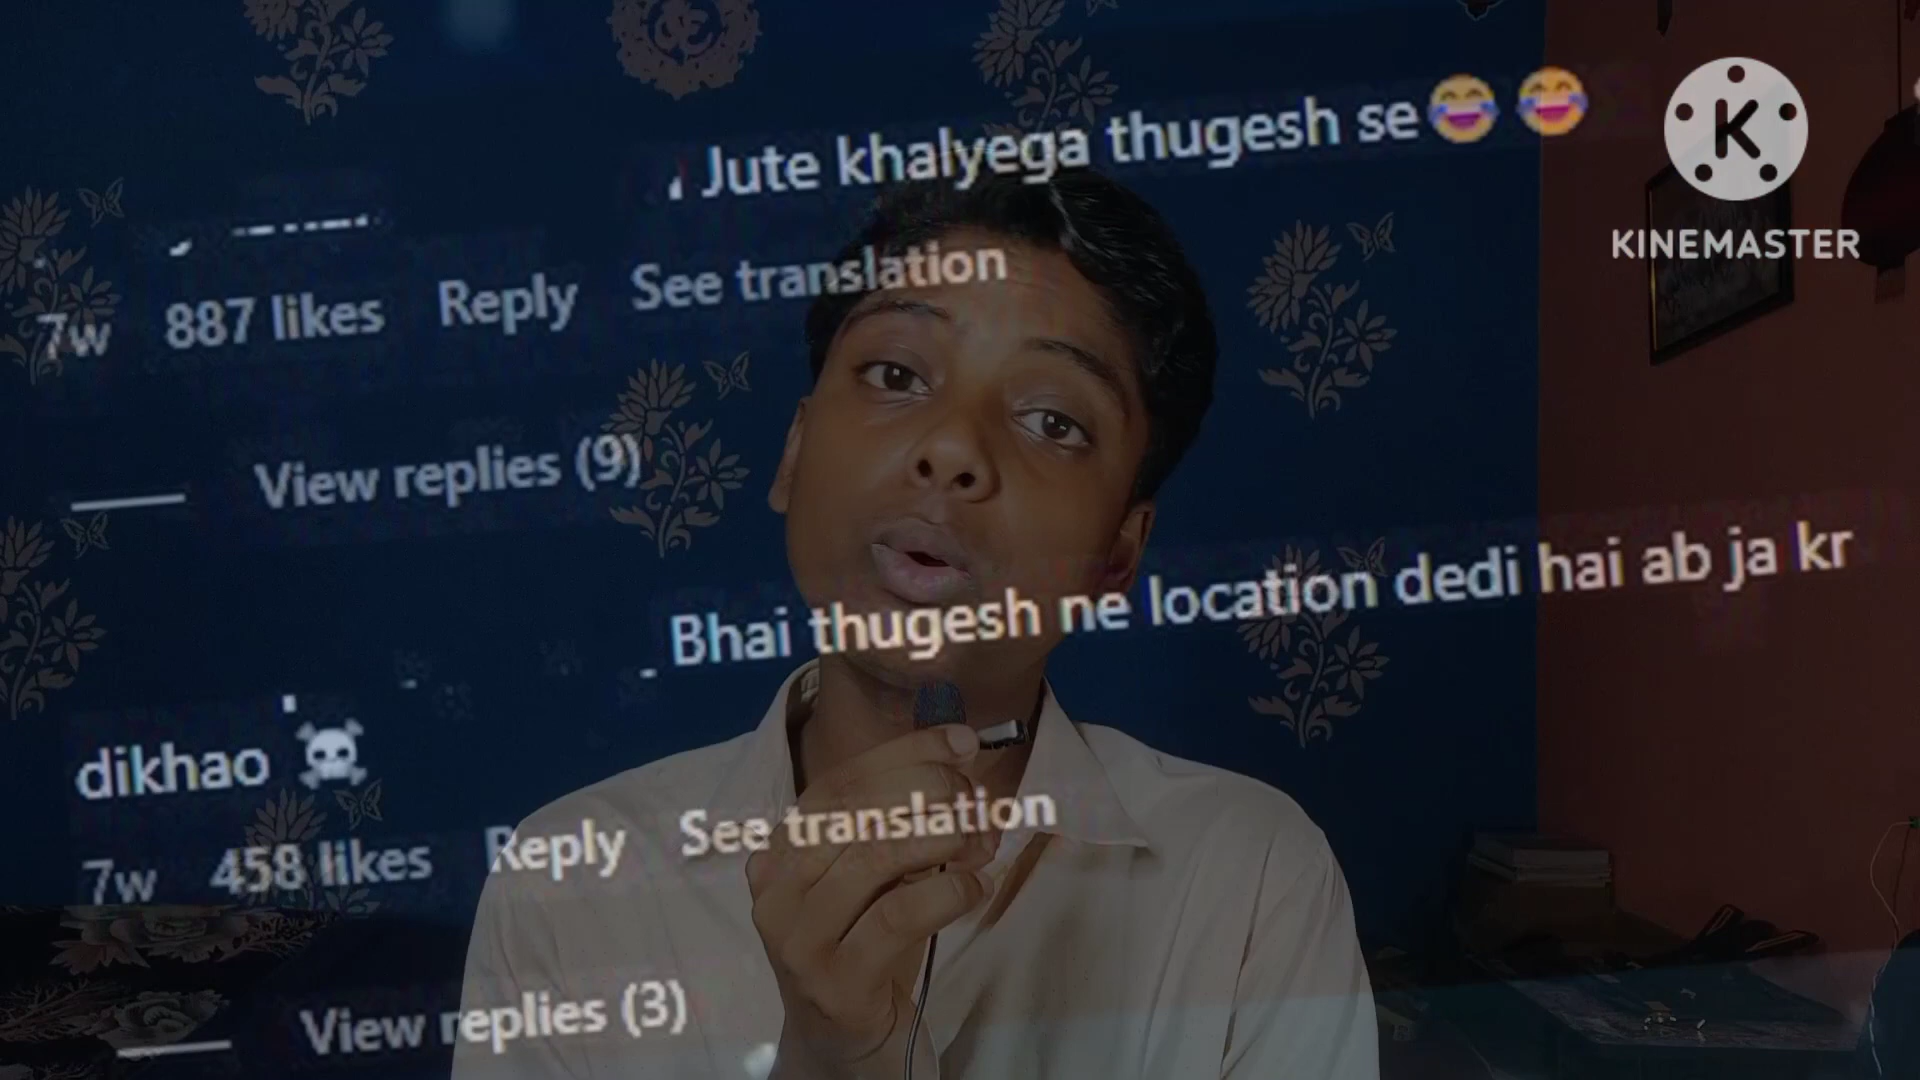 Jute khalyega thugesh se😂 😂
7w 887 likes Reply See translation
View replies (9)
Bhai thugesh ne location dedi hai ab ja kr
dikhao ☠️
7w 458 likes Reply See translation
View replies (3)
K
KINEMASTER